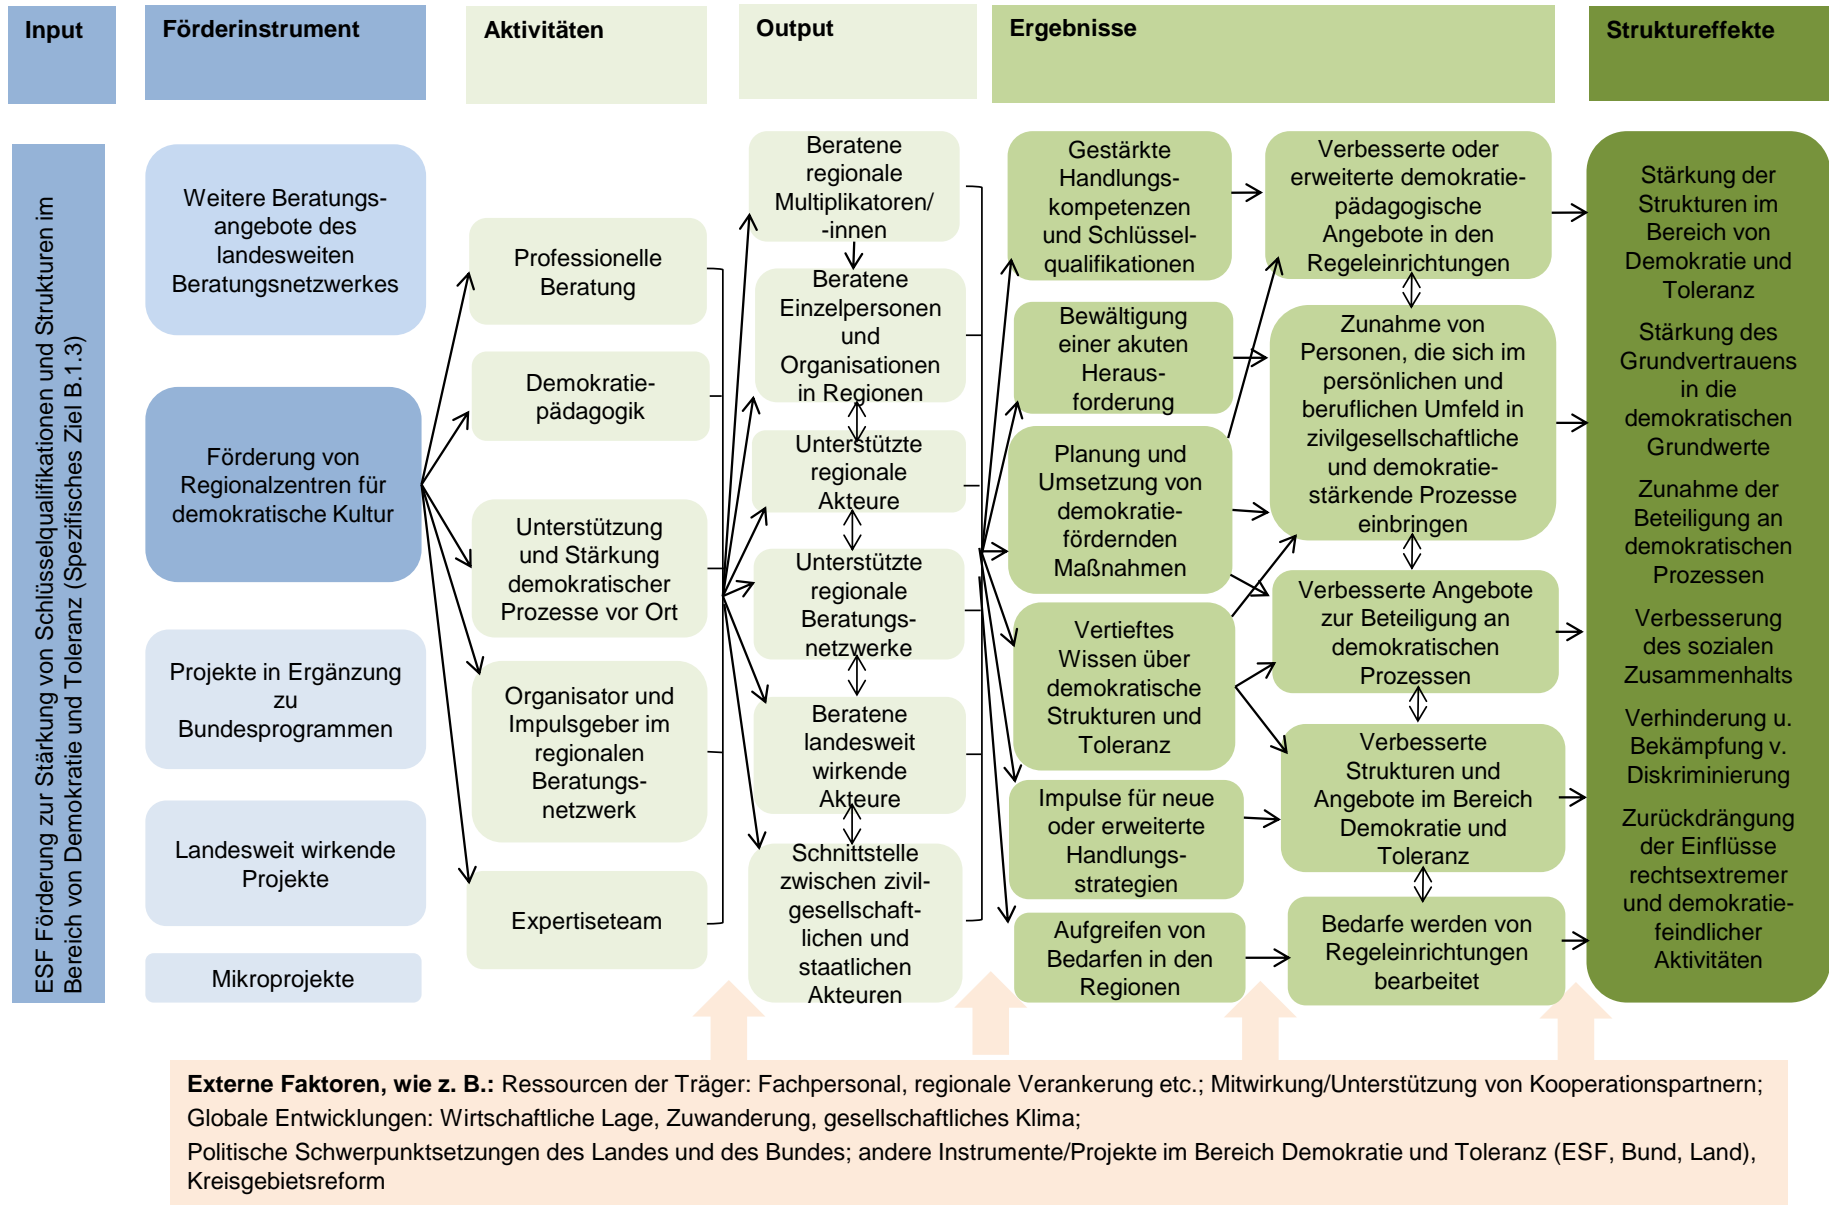 Input
Förderinstrument
Aktivitäten
Output
Ergebnisse
Struktureffekte
ESF Förderung zur Stärkung von Schlüsselqualifikationen und Strukturen im
Bereich von Demokratie und Toleranz (Spezifisches Ziel B.1.3)
Weitere Beratungs-
angebote des
landesweiten
Beratungsnetzwerkes
Förderung von
Regionalzentren für
demokratische Kultur
Projekte in Ergänzung
zu
Bundesprogrammen
Landesweit wirkende
Projekte
Mikroprojekte
Professionelle
Beratung
Demokratie-
pädagogik
Unterstützung
und Stärkung
demokratischer
Prozesse vor Ort
Organisator und
Impulsgeber im
regionalen
Beratungs-
netzwerk
Expertiseteam
Beratene
regionale
Multiplikatoren/
-innen
Beratene
Einzelpersonen
und
Organisationen
in Regionen
Unterstützte
regionale
Akteure
Unterstützte
regionale
Beratungs-
netzwerke
Beratene
landesweit
wirkende
Akteure
Schnittstelle
zwischen zivil-
gesellschaft-
lichen und
staatlichen
Akteuren
Gestärkte
Handlungs-
kompetenzen
und Schlüssel-
qualifikationen
Bewältigung
einer akuten
Heraus-
forderung
Planung und
Umsetzung von
demokratie-
fördernden
Maßnahmen
Vertieftes
Wissen über
demokratische
Strukturen und
Toleranz
Impulse für neue
oder erweiterte
Handlungs-
strategien
Aufgreifen von
Bedarfen in den
Regionen
Verbesserte oder
erweiterte demokratie-
pädagogische
Angebote in den
Regeleinrichtungen
Zunahme von
Personen, die sich im
persönlichen und
beruflichen Umfeld in
zivilgesellschaftliche
und demokratie-
stärkende Prozesse
einbringen
Verbesserte Angebote
zur Beteiligung an
demokratischen
Prozessen
Verbesserte
Strukturen und
Angebote im Bereich
Demokratie und
Toleranz
Bedarfe werden von
Regeleinrichtungen
bearbeitet
Stärkung der
Strukturen im
Bereich von
Demokratie und
Toleranz
Stärkung des
Grundvertrauens
in die
demokratischen
Grundwerte
Zunahme der
Beteiligung an
demokratischen
Prozessen
Verbesserung
des sozialen
Zusammenhalts
Verhinderung u.
Bekämpfung v.
Diskriminierung
Zurückdrängung
der Einflüsse
rechtsextremer
und demokratie-
feindlicher
Aktivitäten
Externe Faktoren, wie z. B.: Ressourcen der Träger: Fachpersonal, regionale Verankerung etc.; Mitwirkung/Unterstützung von Kooperationspartnern;
Globale Entwicklungen: Wirtschaftliche Lage, Zuwanderung, gesellschaftliches Klima;
Politische Schwerpunktsetzungen des Landes und des Bundes; andere Instrumente/Projekte im Bereich Demokratie und Toleranz (ESF, Bund, Land),
Kreisgebietsreform